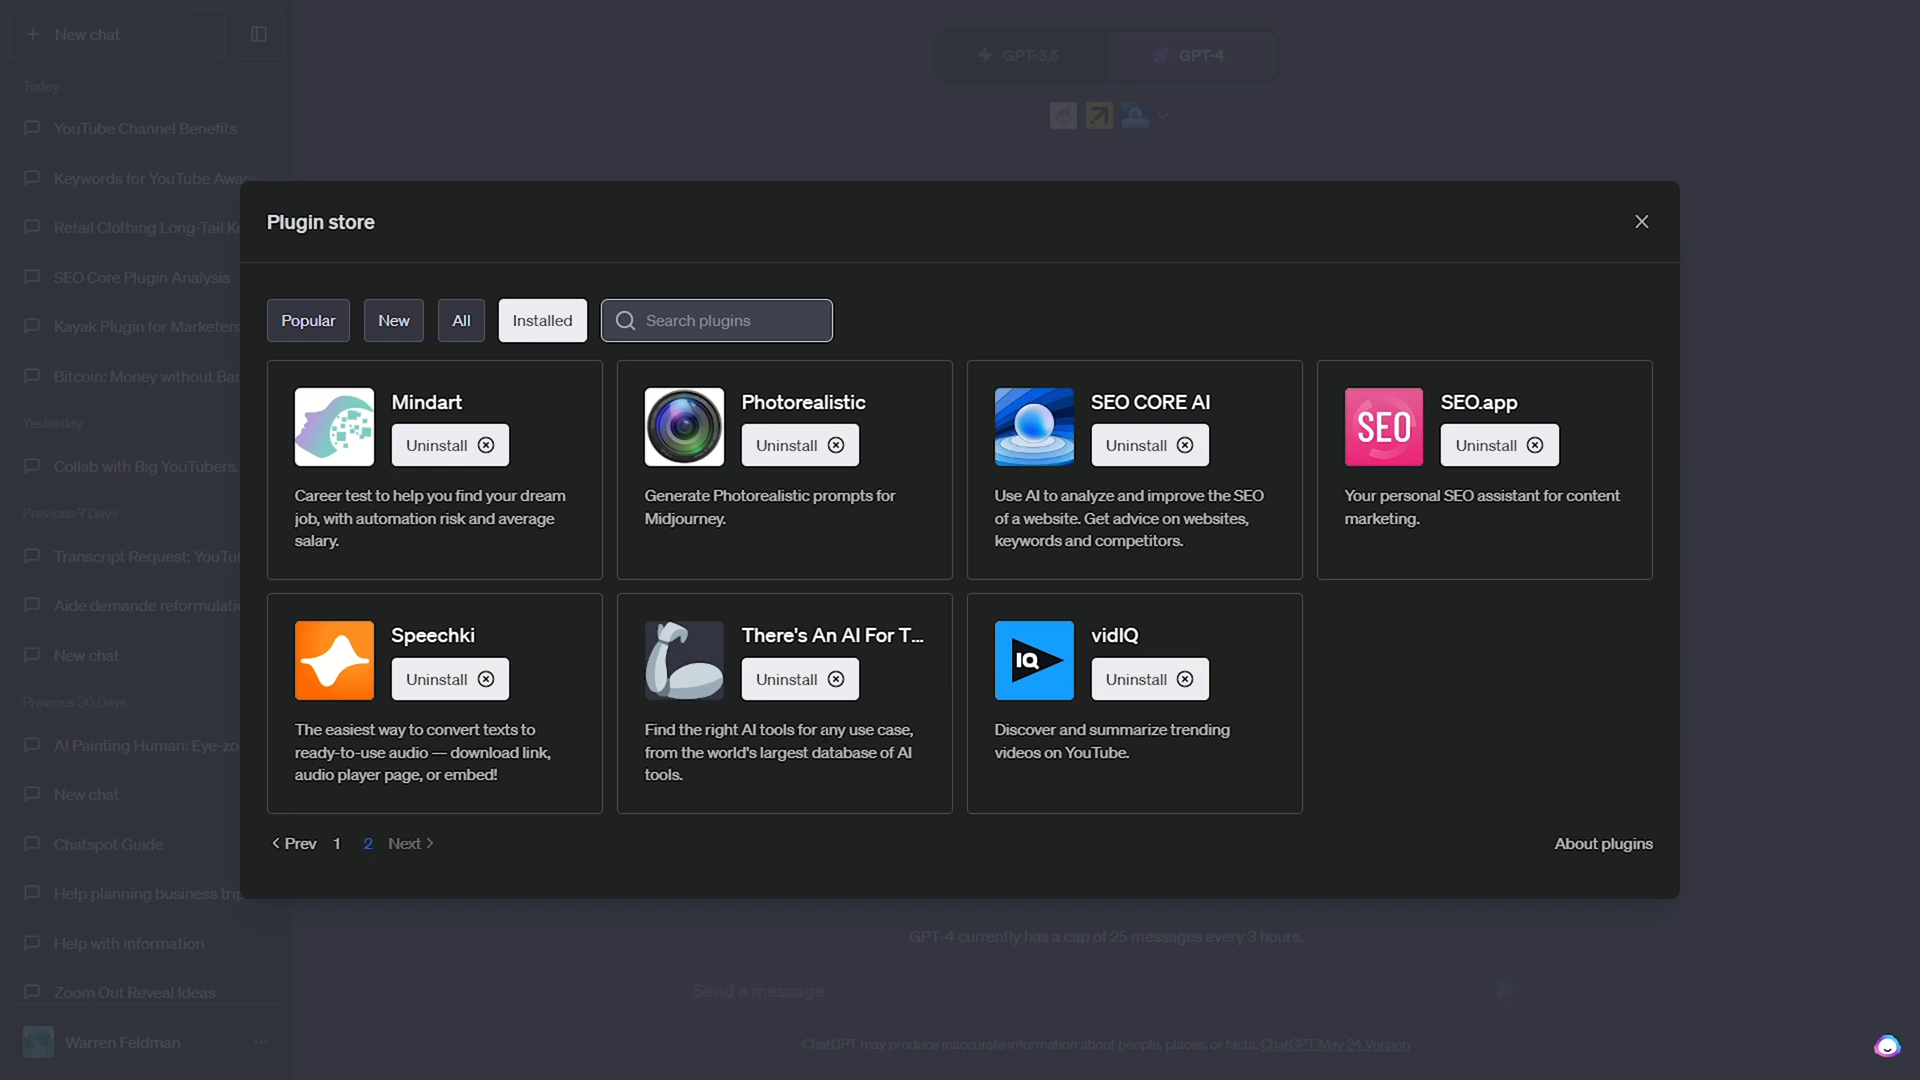 New chat
Today
YouTube Channel Benefits
Keywords for YouTube Aware
Retail Clothing Long-Tail Ke
SEO Core Plugin Analysis
Kayak Plugin for Marketers
Bitcoin: Money without Ban
Yesterday
Collab with Big YouTubers.
Previous 7 Days
Transcript Request: YouTub
Aide demande reformulatio
New chat
Previous 30 Days
AI Painting Human: Eye-zo
New chat
Chatspot Guide
Help planning business trip
Help with information
Zoom Out Reveal Ideas
Warren Feldman
GPT-3.5
GPT-4
Plugin store
Popular
New
All
Installed
Search plugins
Mindart
Uninstall
Career test to help you find your dream
job, with automation risk and average
salary.
Photorealistic
Uninstall
Generate Photorealistic prompts for
Midjourney.
SEO CORE AI
Uninstall
Use AI to analyze and improve the SEO
of a website. Get advice on websites,
keywords and competitors.
SEO
SEO.app
Uninstall
Your personal SEO assistant for content
marketing.
Speechki
Uninstall
The easiest way to convert texts to
ready-to-use audio — download link,
audio player page, or embed!
There's An AI For T...
Uninstall
Find the right AI tools for any use case,
from the world's largest database of AI
tools.
IQ
vidIQ
Uninstall
Discover and summarize trending
videos on YouTube.
Prev 1 2 Next
About plugins
GPT-4 currently has a cap of 25 messages every 3 hours.
Send a message
ChatGPT may produce inaccurate information about people, places, or facts. ChatGPT May 24 Version